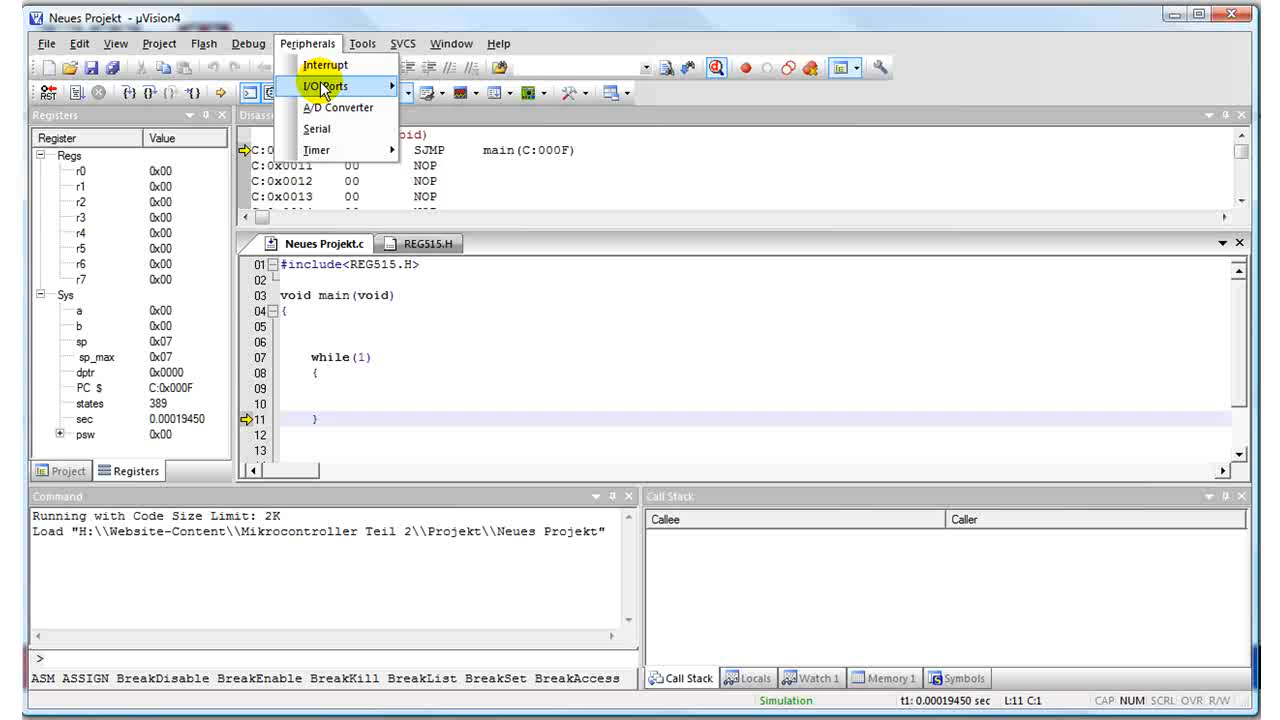 Neues Projekt - µVision4
File Edit View Project Flash Debug Peripherals Tools SVCS Window Help
Interrupt
I/O Ports
A/D Converter
Serial
Timer
RST
Registers
Register Value
Regs
r0 0x00
r1 0x00
r2 0x00
r3 0x00
r4 0x00
r5 0x00
r6 0x00
r7 0x00
Sys
a 0x00
b 0x00
sp 0x07
sp_max 0x07
dptr 0x0000
PC $ C:0x000F
states 389
sec 0.00019450
psw 0x00
Project Registers
SJMP main(C:000F)
C:0x0011 00 NOP
C:0x0012 00 NOP
C:0x0013 00 NOP
Neues Projekt.c REG515.H
01 #include<REG515.H>
02
03 void main(void)
04 {
05
06
07 while(1)
08 {
09
10
11 }
12
13
Command
Running with Code Size Limit: 2K
Load "H:\\Website-Content\\Mikrocontroller Teil 2\\Projekt\\Neues Projekt"
>
ASM ASSIGN BreakDisable BreakEnable BreakKill BreakList BreakSet BreakAccess
Call Stack
Callee Caller
Call Stack Locals Watch 1 Memory 1 Symbols
Simulation t1: 0.00019450 sec L:11 C:1 CAP NUM SCRL OVR R/W